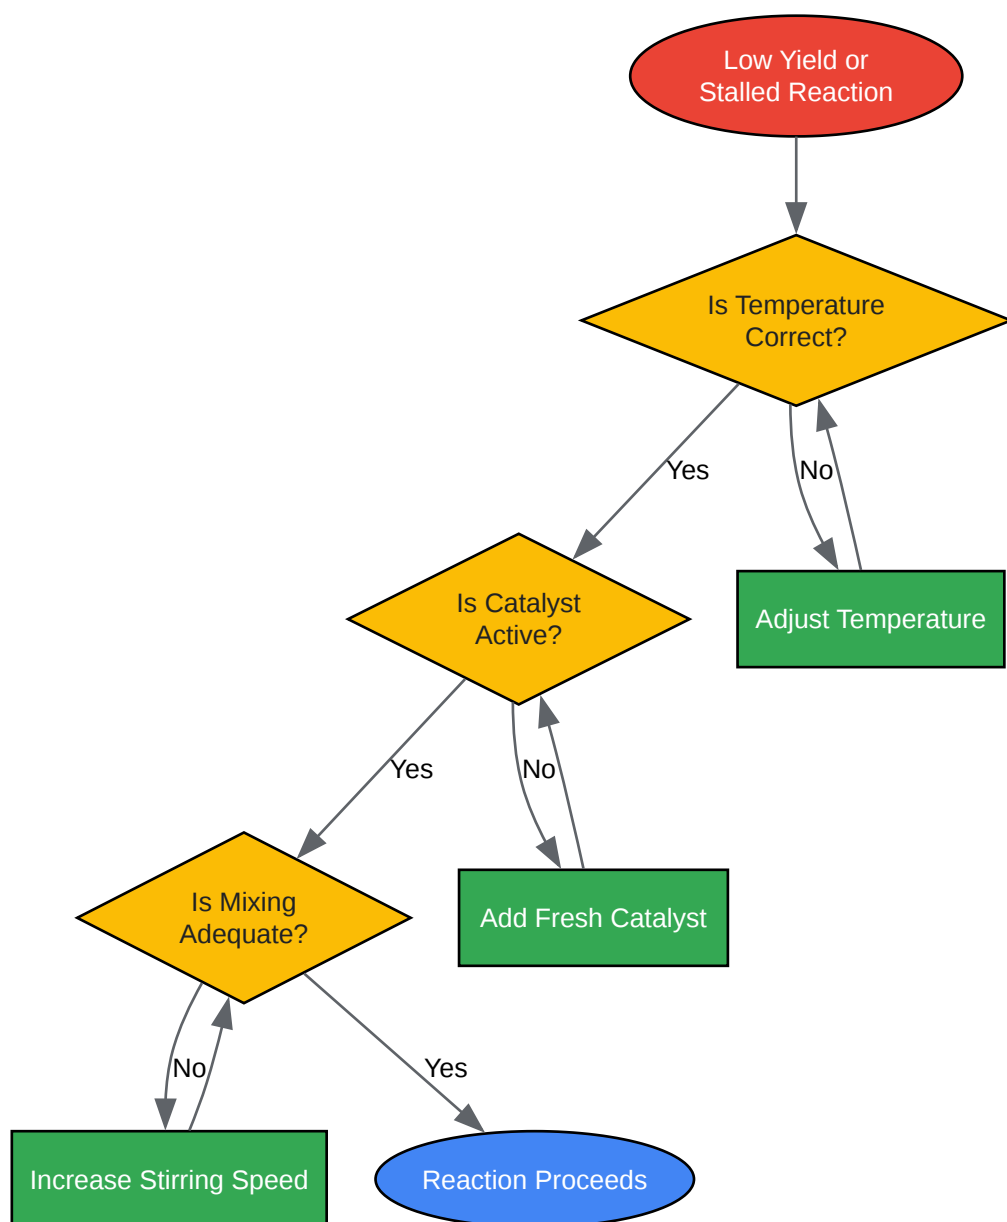 Low Yield or
Stalled Reaction
Is Temperature
Correct?
Yes
No
Is Catalyst
Active?
Adjust Temperature
Yes
No
Is Mixing
Adequate?
Add Fresh Catalyst
No
Yes
Increase Stirring Speed
Reaction Proceeds